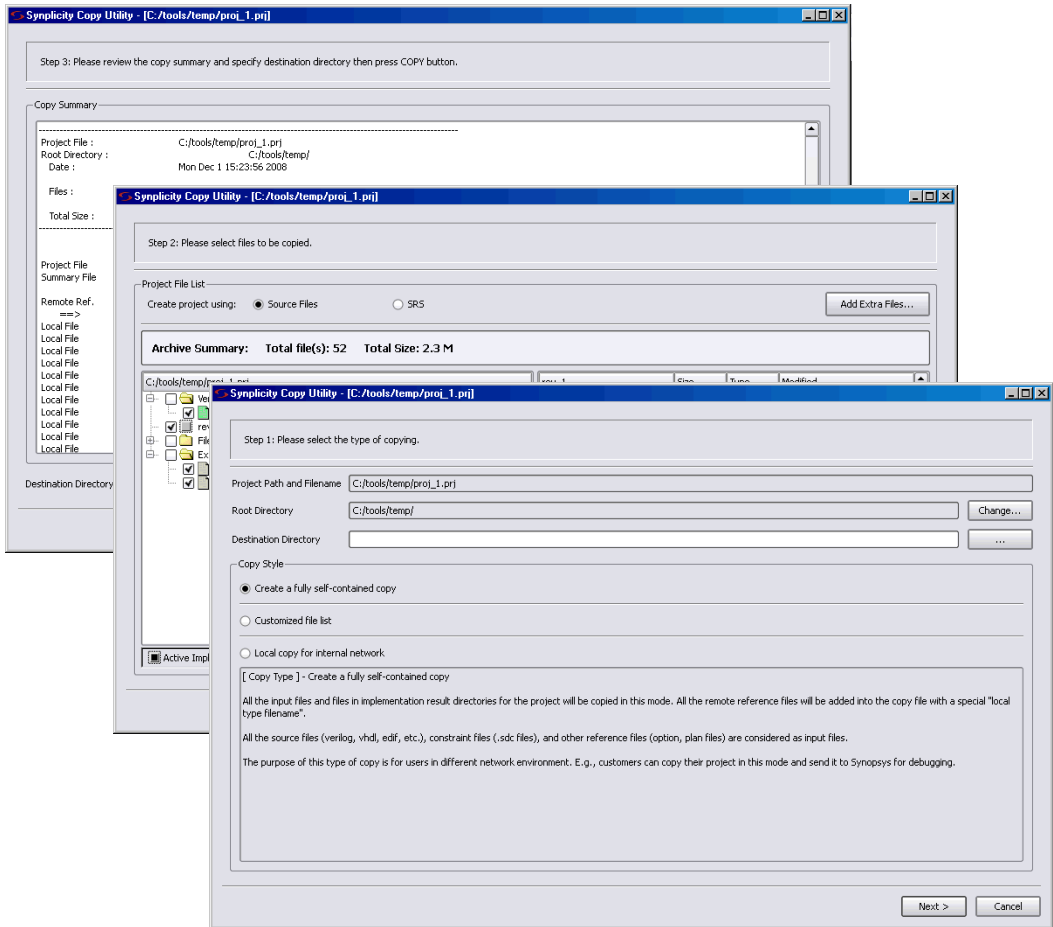 Synplicity Copy Utility - [C:/tools/temp/proj_1.prj]
Step 3: Please review the copy summary and specify destination directory then press COPY button.
Copy Summary
Project File : C:/tools/temp/proj_1.prj
Root Directory : C:/tools/temp/
Date : Mon Dec 1 15:23:56 2008
Files :
Total Size :
Project File
Summary File
Remote Ref.
==>
Local File
Local File
Local File
Local File
Local File
Local File
Local File
Local File
Local File
Local File
Local File
Destination Directory
Synplicity Copy Utility - [C:/tools/temp/proj_1.prj]
Step 2: Please select files to be copied.
Project File List
Create project using: Source Files SRS Add Extra Files...
Archive Summary: Total file(s): 52 Total Size: 2.3 M
C:/tools/temp/proj_1.prj rev_1 Size Type Modified
Ve
rev
File
Ex
Active Impl
Synplicity Copy Utility - [C:/tools/temp/proj_1.prj]
Step 1: Please select the type of copying.
Project Path and Filename C:/tools/temp/proj_1.prj
Root Directory C:/tools/temp/ Change...
Destination Directory ...
Copy Style
Create a fully self-contained copy
Customized file list
Local copy for internal network
[ Copy Type ] - Create a fully self-contained copy
All the input files and files in implementation result directories for the project will be copied in this mode. All the remote reference files will be added into the copy file with a special "local
type filename".
All the source files (verilog, vhdl, edif, etc.), constraint files (.sdc files), and other reference files (option, plan files) are considered as input files.
The purpose of this type of copy is for users in different network environment. E.g., customers can copy their project in this mode and send it to Synopsys for debugging.
Next > Cancel